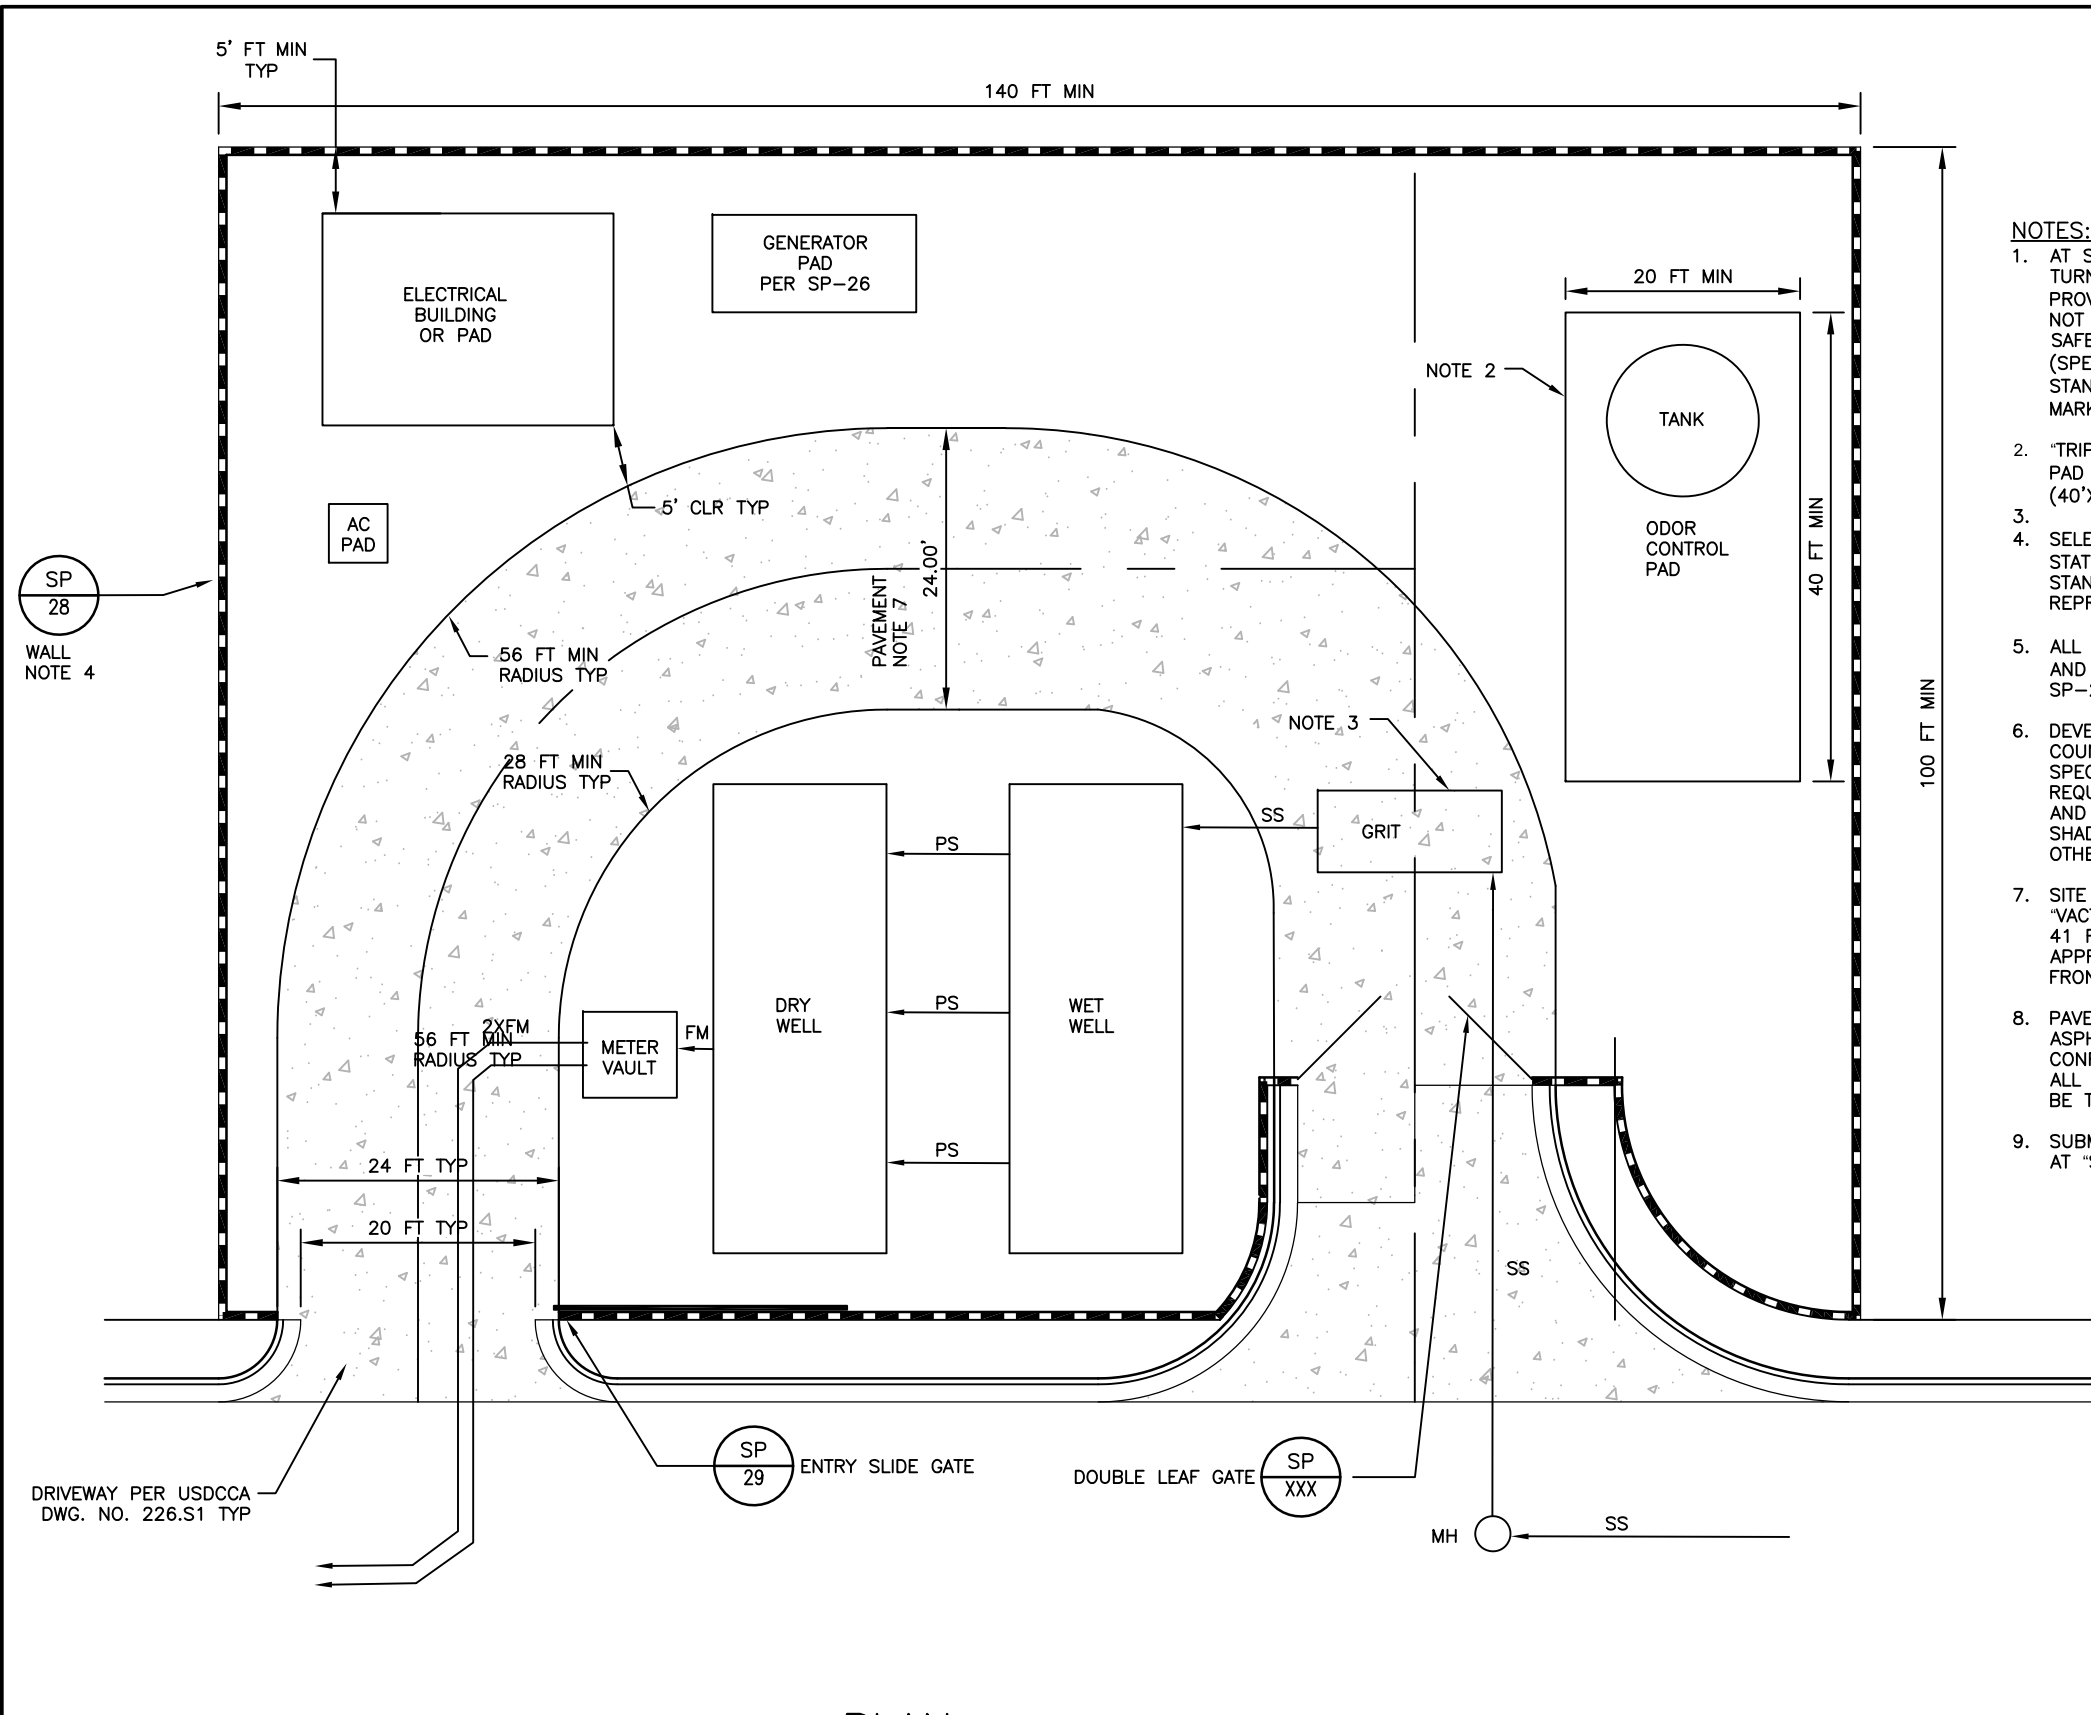 5' FT MIN
TYP
140 FT MIN
ELECTRICAL
BUILDING
OR PAD
GENERATOR
PAD
PER SP-26
20 FT MIN
NOTE 2
TANK
ODOR
CONTROL
PAD
40 FT MIN
100 FT MIN
5' CLR TYP
AC
PAD
SP
28
WALL
NOTE 4
24.00'
PAVEMENT
NOTE 7
56 FT MIN
RADIUS TYP
28 FT MIN
RADIUS TYP
NOTE 3
SS
GRIT
PS
PS
PS
DRY
WELL
WET
WELL
FM
METER
VAULT
2XFM
56 FT MIN
RADIUS TYP
24 FT TYP
20 FT TYP
SS
SP
29
ENTRY SLIDE GATE
DOUBLE LEAF GATE
SP
XXX
DRIVEWAY PER USDCCA
DWG. NO. 226.S1 TYP
MH
SS
NOTES:
1. AT S
TURN
PROV
NOT
SAFE
(SPE
STAN
MARK
2. "TRIP
PAD
(40'X
3.
4. SELE
STAT
STAN
REPR
5. ALL
AND
SP-2
6. DEVE
COUN
SPEC
REQU
AND
SHAD
OTHE
7. SITE
"VACT
41 F
APPR
FRON
8. PAVE
ASPH
CONF
ALL
BE T
9. SUBM
AT "S